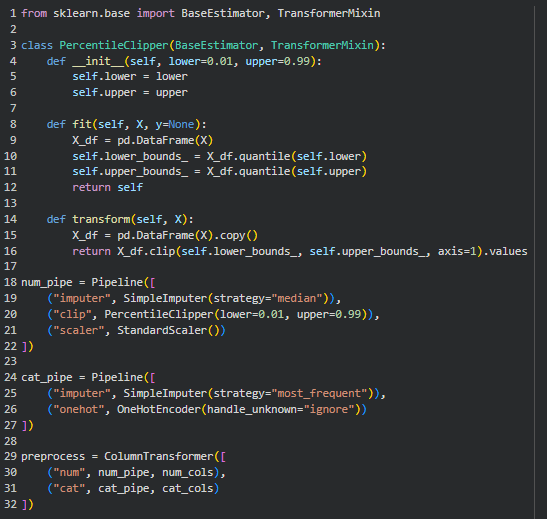 1 from sklearn.base import BaseEstimator, TransformerMixin
2
3 class PercentileClipper(BaseEstimator, TransformerMixin):
4     def __init__(self, lower=0.01, upper=0.99):
5         self.lower = lower
6         self.upper = upper
7
8     def fit(self, X, y=None):
9         X_df = pd.DataFrame(X)
10         self.lower_bounds_ = X_df.quantile(self.lower)
11         self.upper_bounds_ = X_df.quantile(self.upper)
12         return self
13
14     def transform(self, X):
15         X_df = pd.DataFrame(X).copy()
16         return X_df.clip(self.lower_bounds_, self.upper_bounds_, axis=1).values
17
18 num_pipe = Pipeline([
19     ("imputer", SimpleImputer(strategy="median")),
20     ("clip", PercentileClipper(lower=0.01, upper=0.99)),
21     ("scaler", StandardScaler())
22 ])
23
24 cat_pipe = Pipeline([
25     ("imputer", SimpleImputer(strategy="most_frequent")),
26     ("onehot", OneHotEncoder(handle_unknown="ignore"))
27 ])
28
29 preprocess = ColumnTransformer([
30     ("num", num_pipe, num_cols),
31     ("cat", cat_pipe, cat_cols)
32 ])